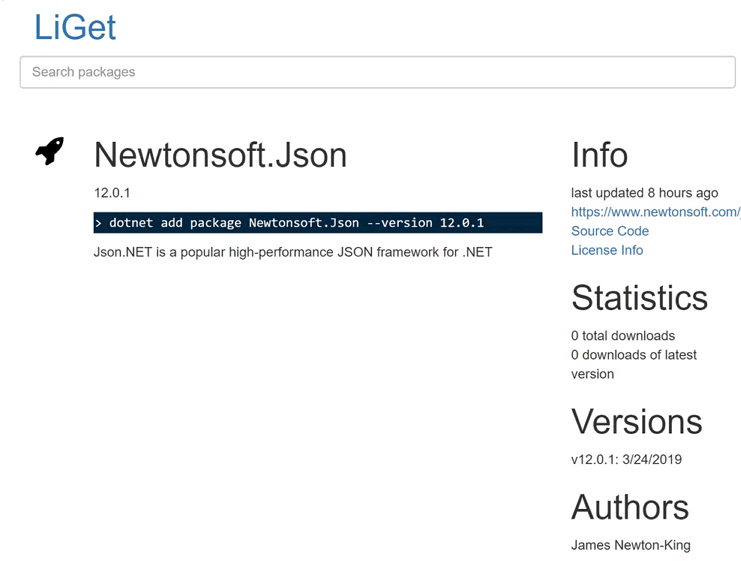 LiGet
Search packages
Newtonsoft.Json
12.0.1
> dotnet add package Newtonsoft.Json --version 12.0.1
Json.NET is a popular high-performance JSON framework for .NET
Info
last updated 8 hours ago
https://www.newtonsoft.com/
Source Code
License Info
Statistics
0 total downloads
0 downloads of latest
version
Versions
v12.0.1: 3/24/2019
Authors
James Newton-King